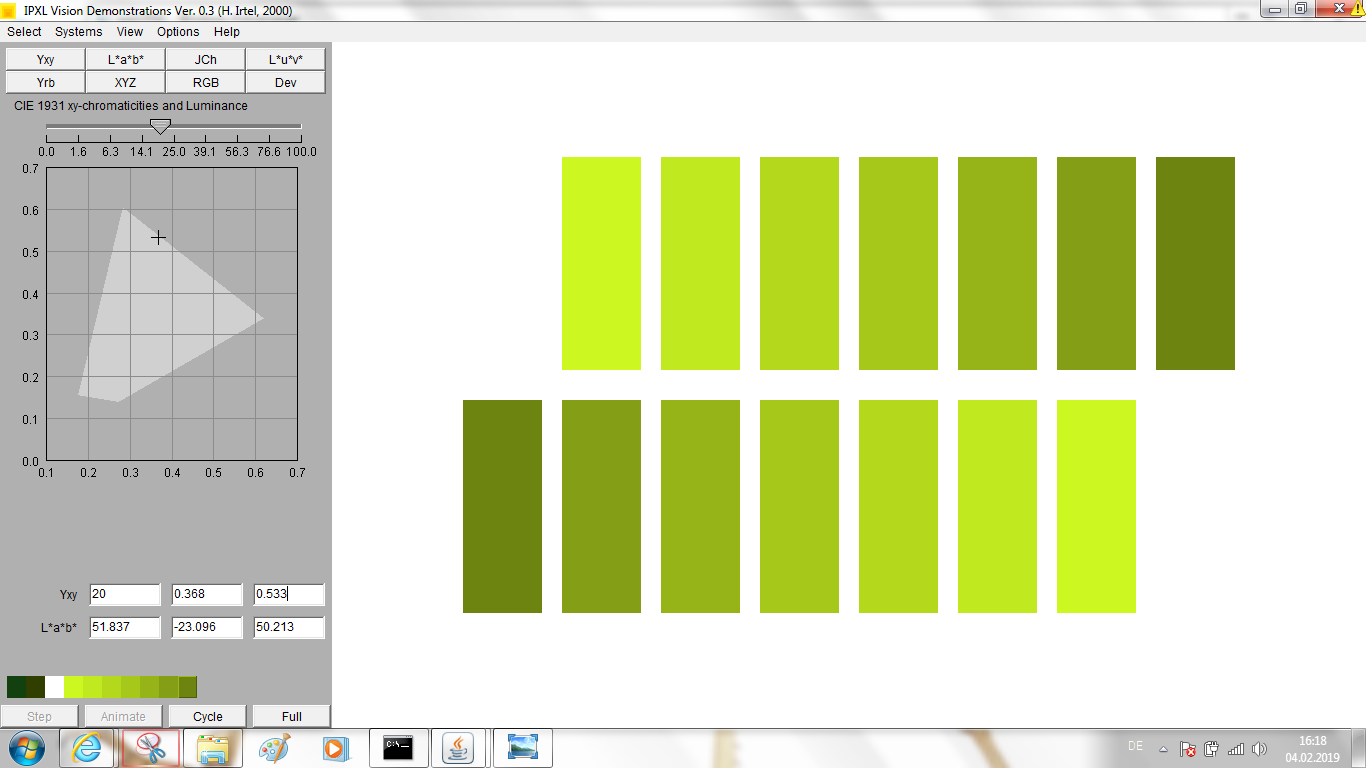 IPXL Vision Demonstrations Ver. 0.3 (H. Irtel, 2000)
Select Systems View Options Help
Yxy L*a*b* JCh L*u*v*
Yrb XYZ RGB Dev
CIE 1931 xy-chromaticities and Luminance
0.0 1.6 6.3 14.1 25.0 39.1 56.3 76.6 100.0
0.7
0.6
0.5
0.4
0.3
0.2
0.1
0.0
0.1 0.2 0.3 0.4 0.5 0.6 0.7
Yxy 20 0.368 0.533
L*a*b* 51.837 -23.096 50.213
Step Animate Cycle Full
C:\_
DE 16:18
04.02.2019